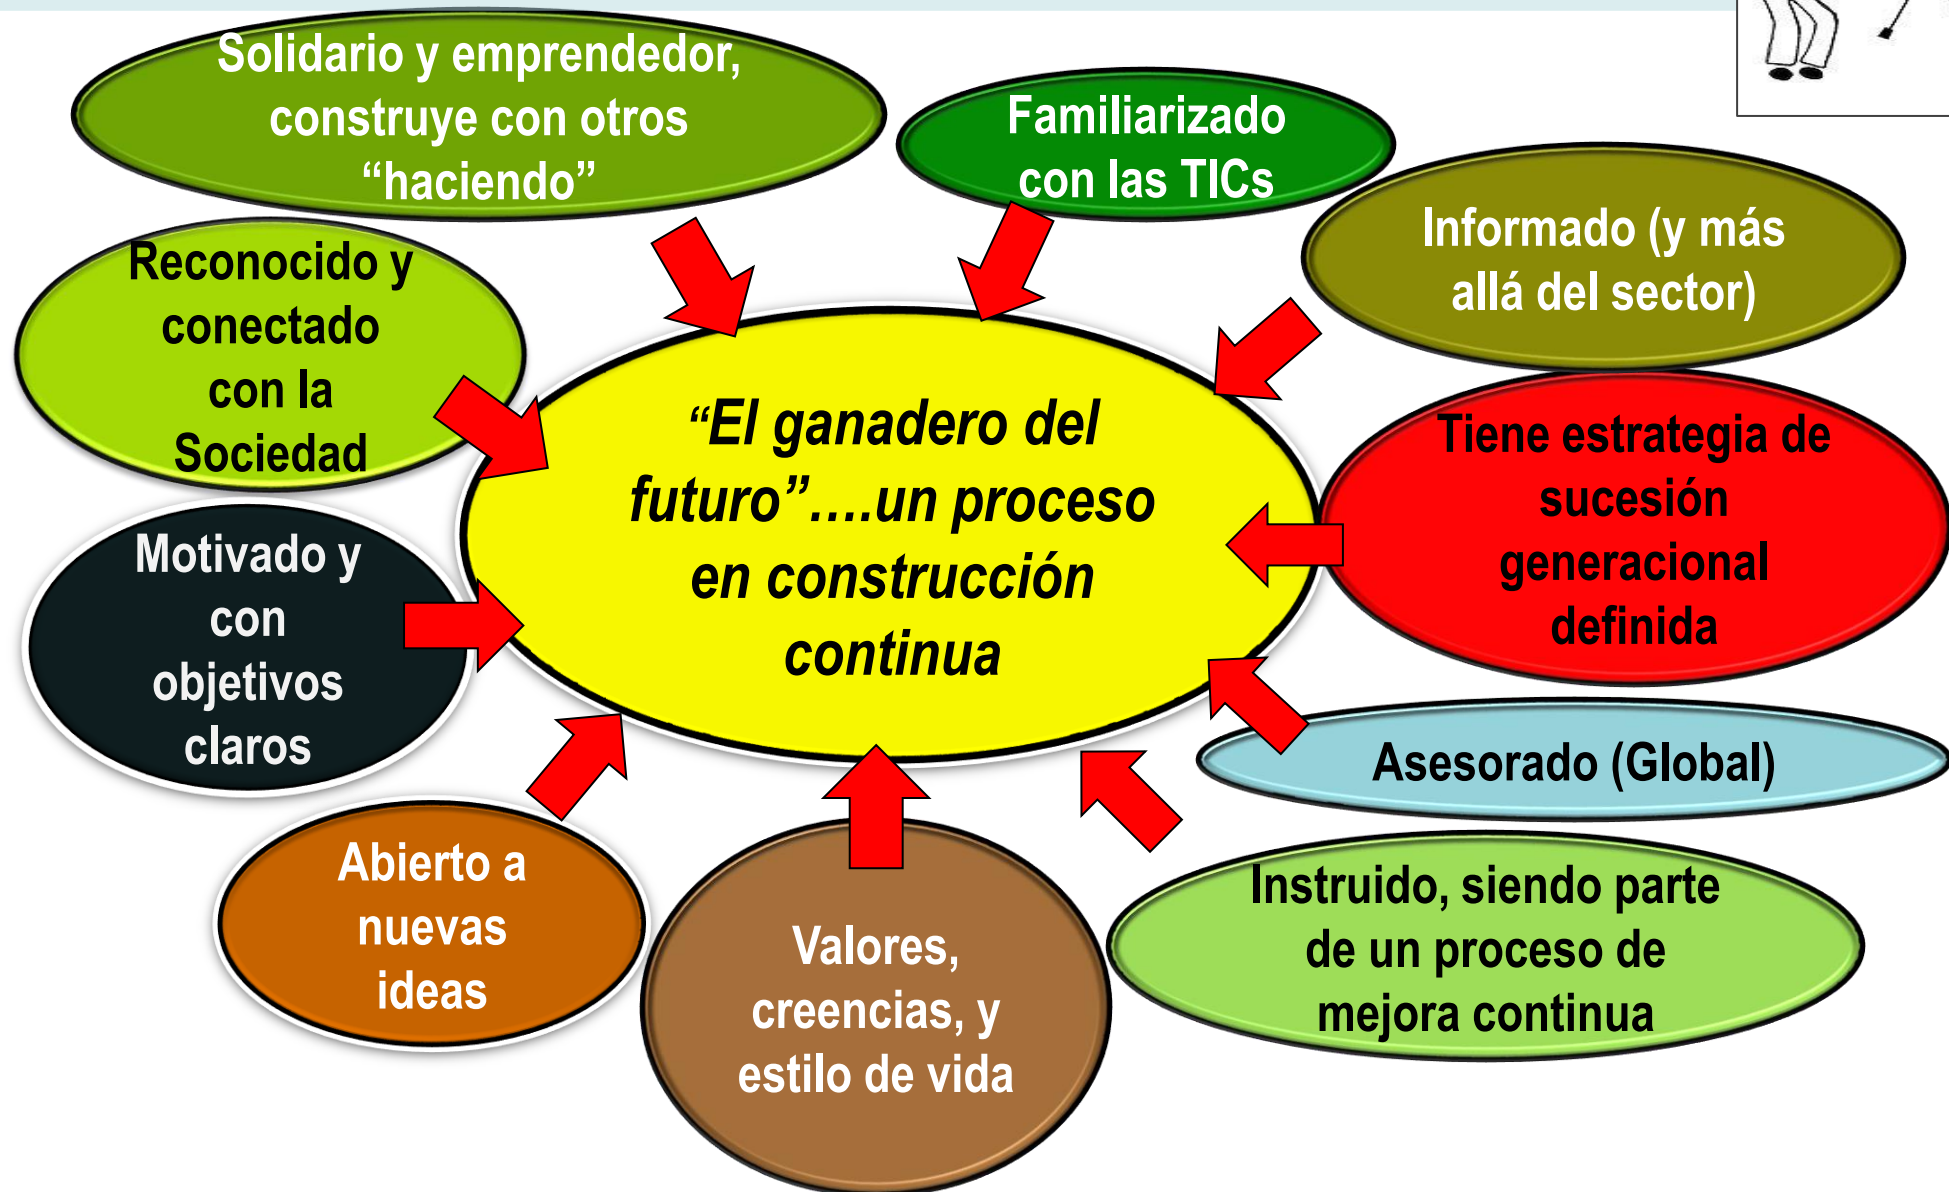 Solidario y emprendedor,
construye con otros
“haciendo”
Familiarizado
con las TICs
Informado (y más
allá del sector)
Reconocido y
conectado
con la
Sociedad
“El ganadero del
futuro”….un proceso
en construcción
continua
Tiene estrategia de
sucesión
generacional
definida
Motivado y
con
objetivos
claros
Asesorado (Global)
Abierto a
nuevas
ideas
Valores,
creencias, y
estilo de vida
Instruido, siendo parte
de un proceso de
mejora continua